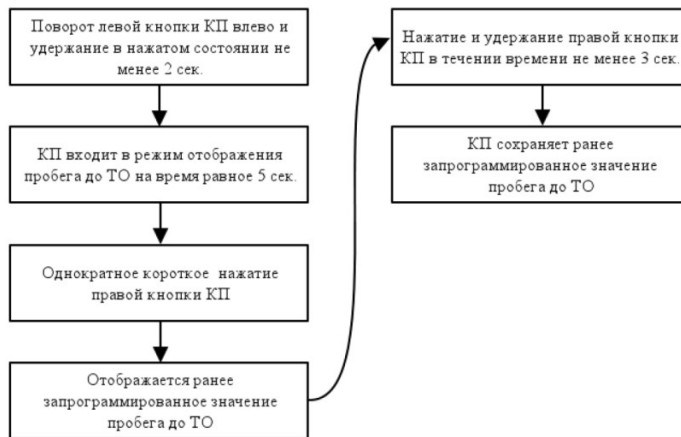 Поворот левой кнопки КП влево и
удержание в нажатом состоянии не
менее 2 сек.
КП входит в режим отображения
пробега до ТО на время равное 5 сек.
Однократное короткое нажатие
правой кнопки КП
Отображается ранее
запрограммированное значение
пробега до ТО
Нажатие и удержание правой кнопки
КП в течении времени не менее 3 сек.
КП сохраняет ранее
запрограммированное значение
пробега до ТО